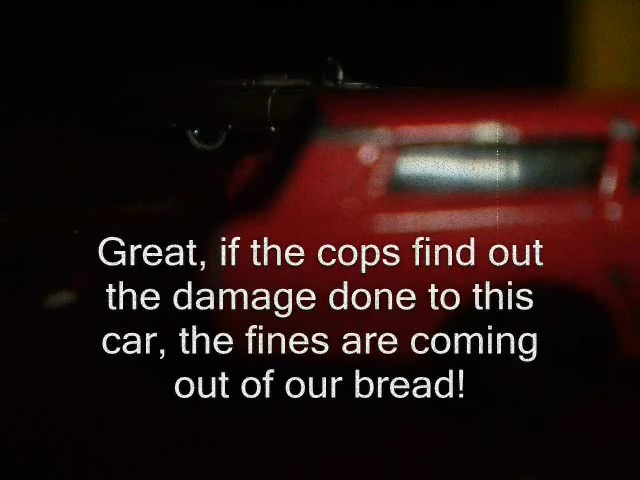 Great, if the cops find out
the damage done to this
car, the fines are coming
out of our bread!